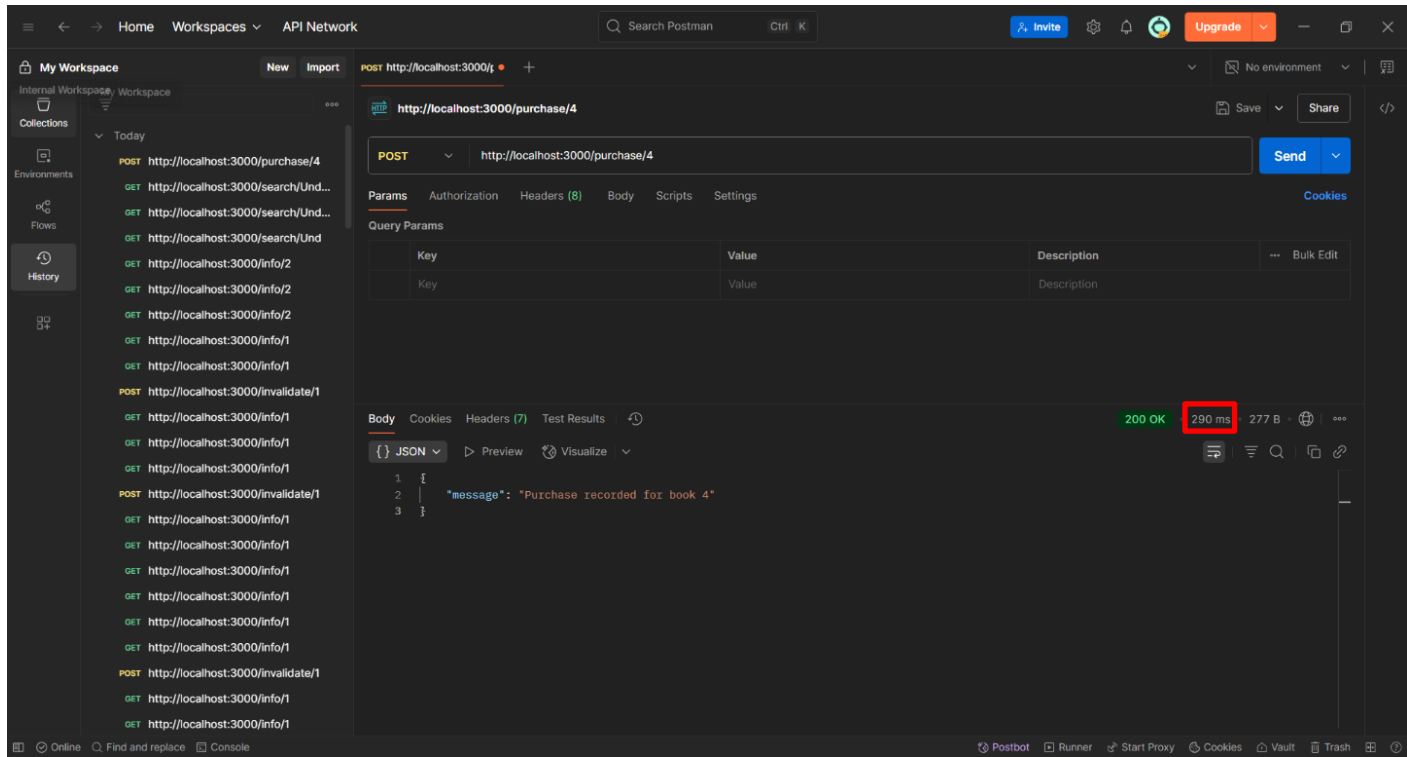 Home Workspaces API Network Search Postman Ctrl K Invite Upgrade
My Workspace New Import POST http://localhost:3000/p + No environment
Internal Workspace Workspace
Collections
Environments
Flows
History
Today
POST http://localhost:3000/purchase/4
GET http://localhost:3000/search/Und...
GET http://localhost:3000/search/Und...
GET http://localhost:3000/search/Und
GET http://localhost:3000/info/2
GET http://localhost:3000/info/2
GET http://localhost:3000/info/2
GET http://localhost:3000/info/1
GET http://localhost:3000/info/1
POST http://localhost:3000/invalidate/1
GET http://localhost:3000/info/1
GET http://localhost:3000/info/1
GET http://localhost:3000/info/1
POST http://localhost:3000/invalidate/1
GET http://localhost:3000/info/1
GET http://localhost:3000/info/1
GET http://localhost:3000/info/1
GET http://localhost:3000/info/1
GET http://localhost:3000/info/1
GET http://localhost:3000/info/1
POST http://localhost:3000/invalidate/1
GET http://localhost:3000/info/1
GET http://localhost:3000/info/1
HTTP http://localhost:3000/purchase/4 Save Share </>
POST http://localhost:3000/purchase/4 Send
Params Authorization Headers (8) Body Scripts Settings Cookies
Query Params
Key Value Description ... Bulk Edit
Key Value Description
Body Cookies Headers (7) Test Results 200 OK 290 ms 277 B
{ } JSON Preview Visualize
1 {
2 "message": "Purchase recorded for book 4"
3 }
Online Find and replace Console Postbot Runner Start Proxy Cookies Vault Trash